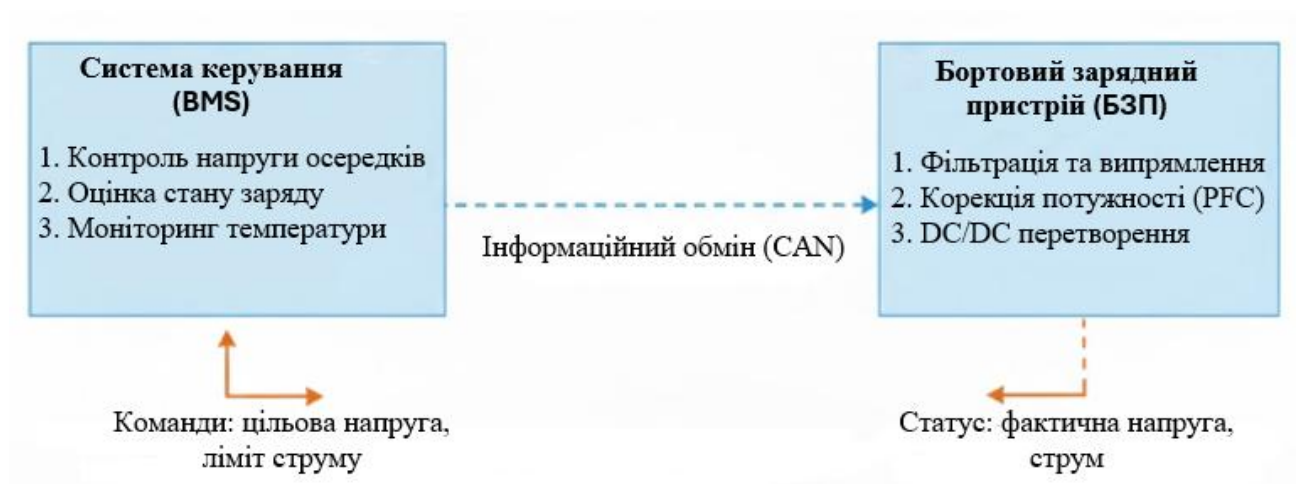 Система керування
(BMS)
1. Контроль напруги осередків
2. Оцінка стану заряду
3. Моніторинг температури
Інформаційний обмін (CAN)
Бортовий зарядний
пристрій (БЗП)
1. Фільтрація та випрямлення
2. Корекція потужності (PFC)
3. DC/DC перетворення
Команди: цільова напруга,
ліміт струму
Статус: фактична напруга,
струм